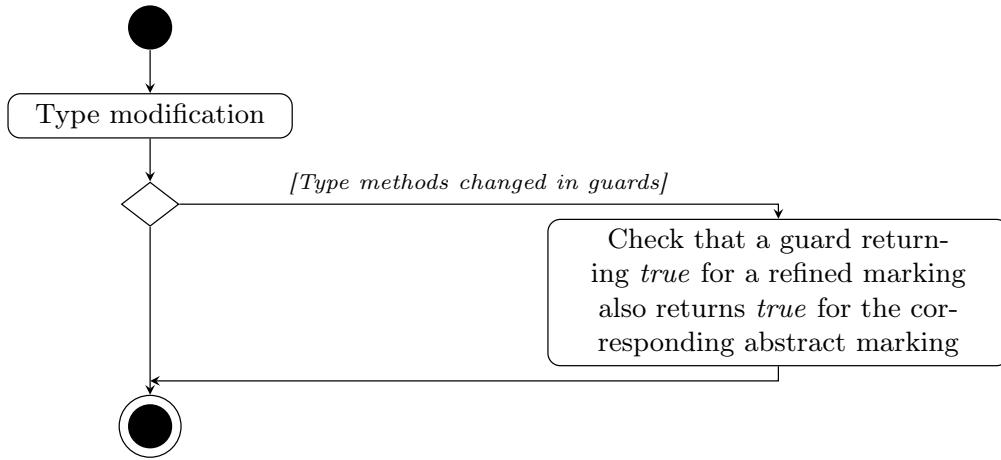 Type modification
[Type methods changed in guards]
Check that a guard return-
ing true for a refined marking
also returns true for the cor-
responding abstract marking